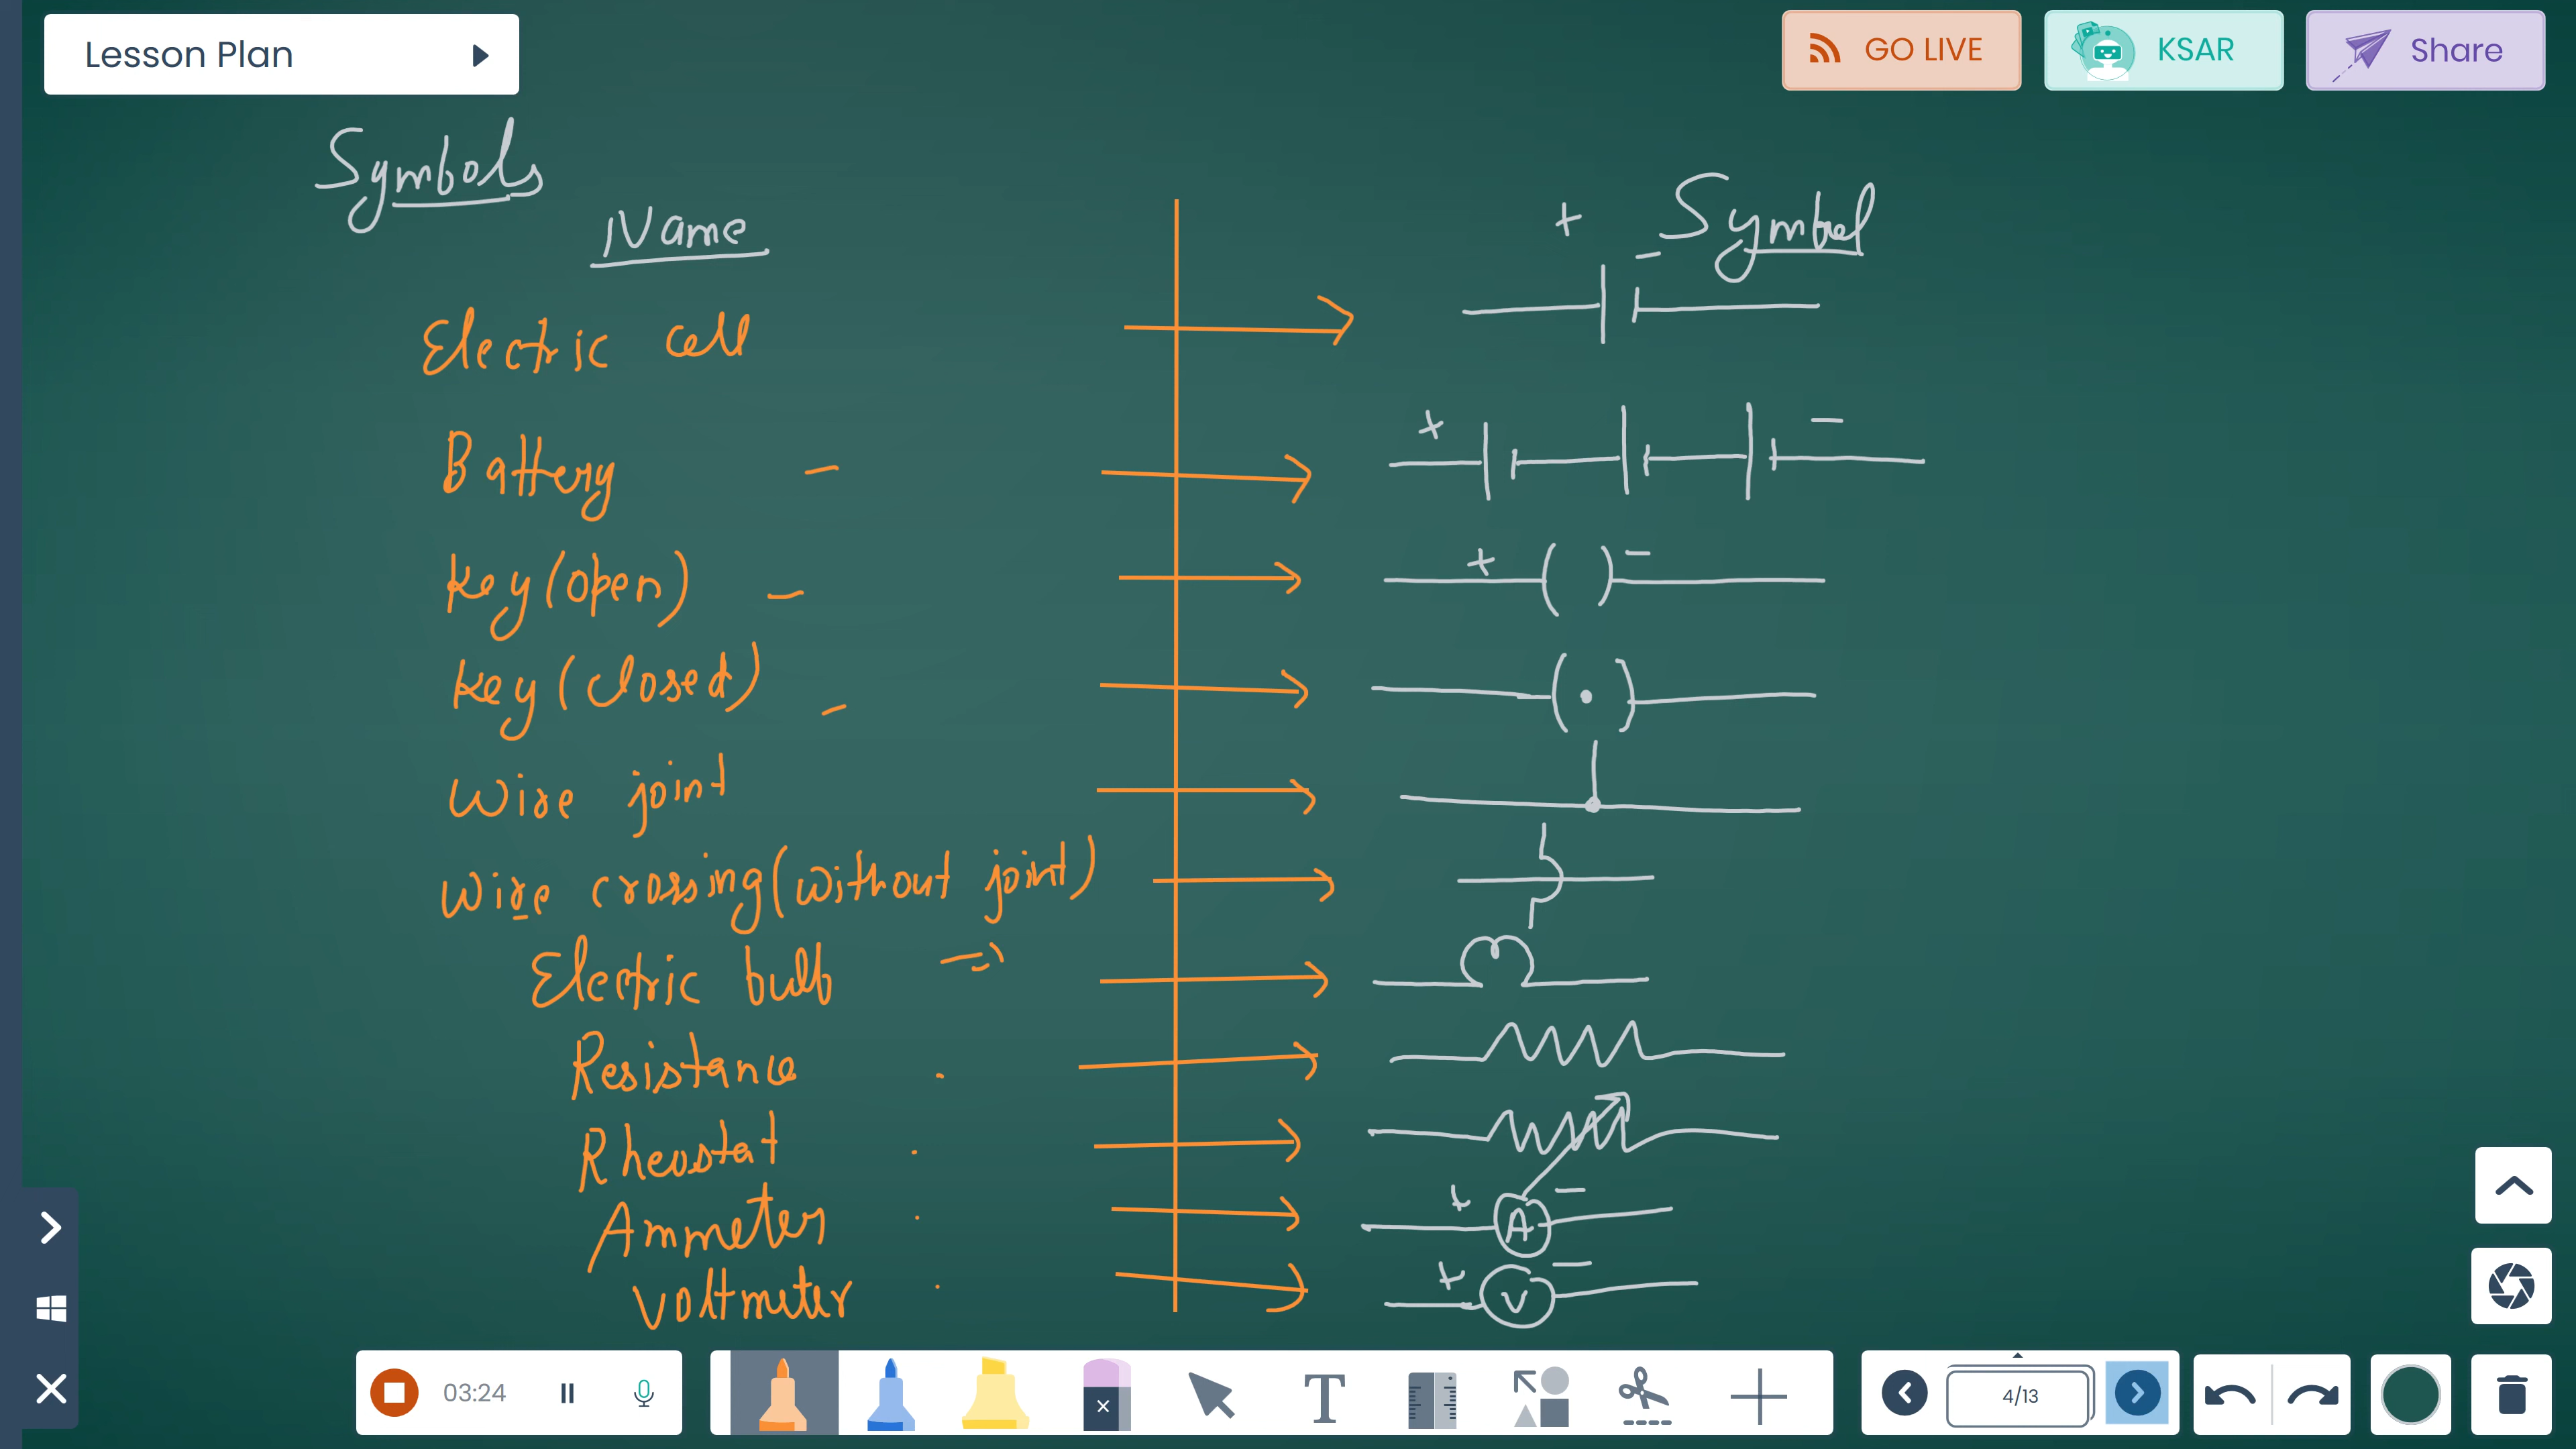 Lesson Plan
GO LIVE
KSAR
Share
Symbols
Name
Symbol
+ -
Electric cell
+ -
Battery -
+ -
Key (open) -
Key (closed) -
Wire joint
Wire crossing (without joint)
Electric bulb
Resistance
Rheostat
Ammeter
+ A -
Voltmeter
+ V -
03:24
T
4/13